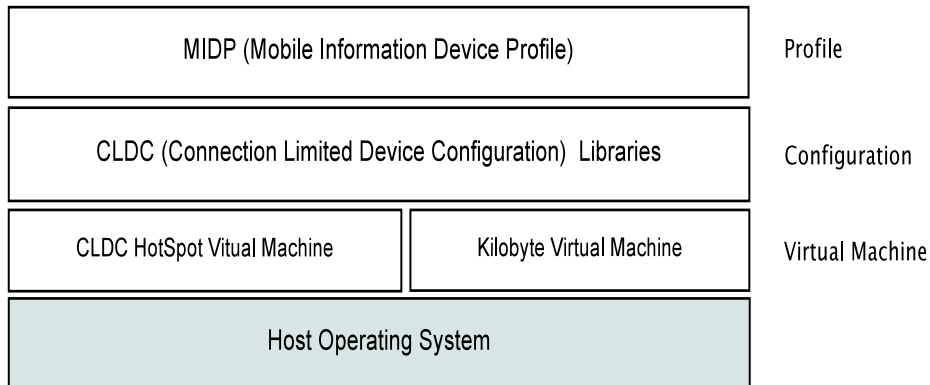 MIDP (Mobile Information Device Profile)
Profile
CLDC (Connection Limited Device Configuration) Libraries
Configuration
CLDC HotSpot Vitual Machine
Kilobyte Virtual Machine
Virtual Machine
Host Operating System